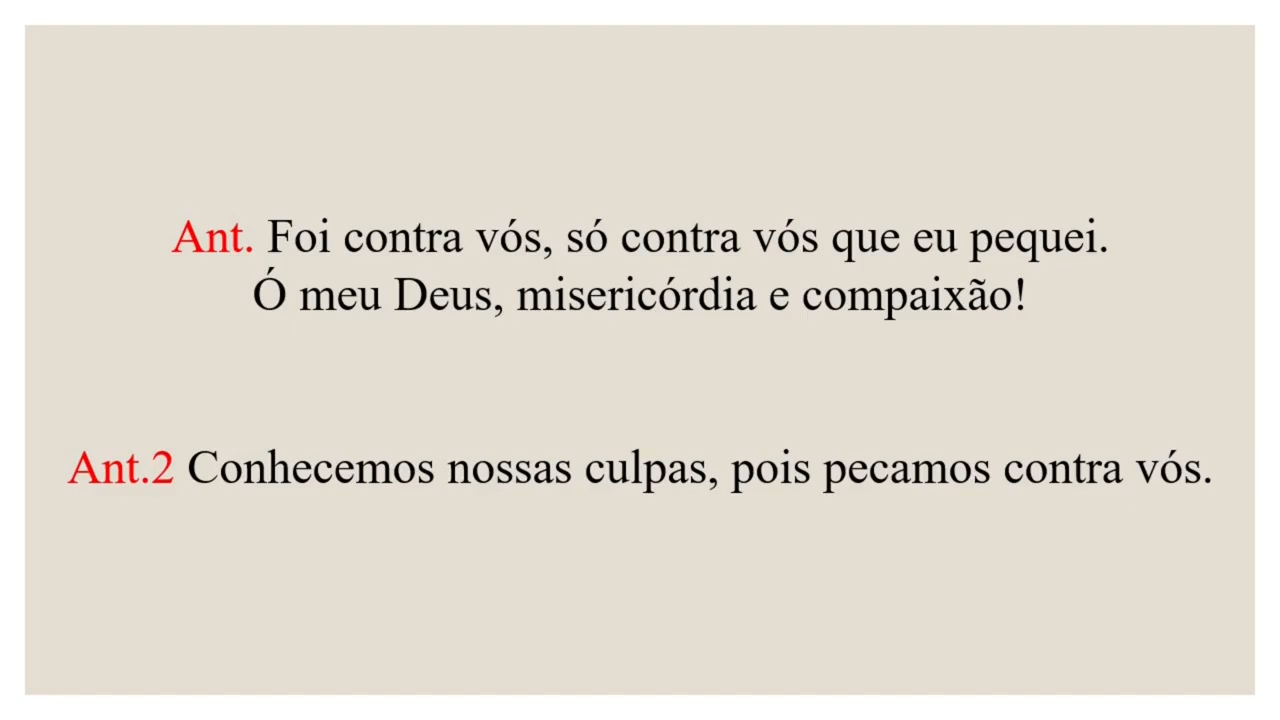 Ant. Foi contra vós, só contra vós que eu pequei.
Ó meu Deus, misericórdia e compaixão!
Ant.2 Conhecemos nossas culpas, pois pecamos contra vós.